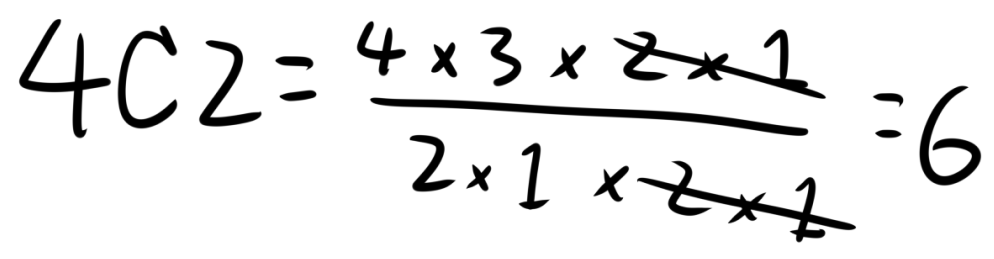 4C2 = (4 × 3 × 2 × 1) / (2 × 1 × 2 × 1) = 6